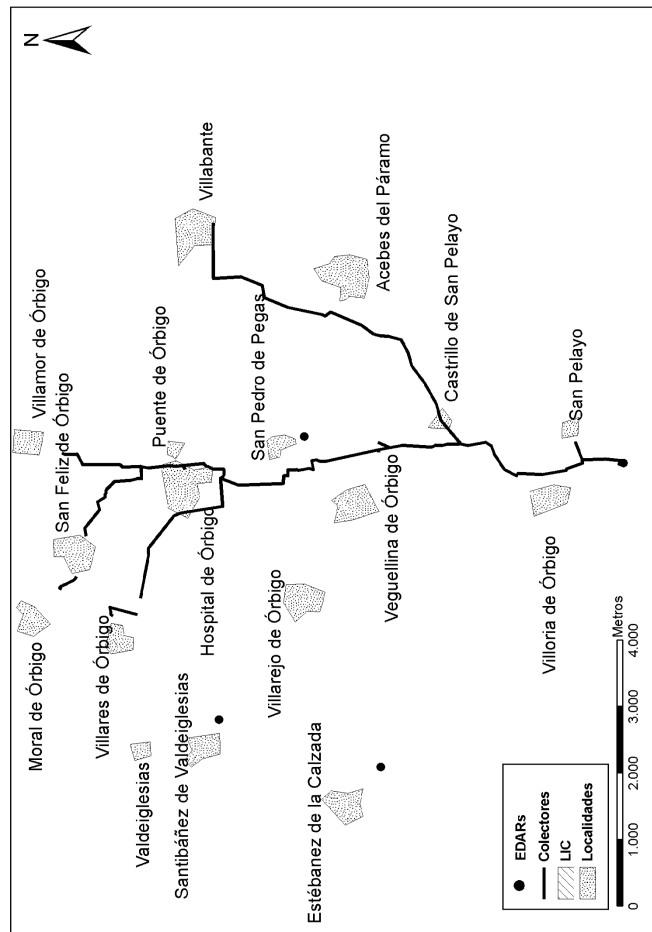 N
Villamor de Órbigo
San Feliz de Órbigo
Moral de Órbigo
Villabante
Puente de Órbigo
Villares de Órbigo
Valdeiglesias
Santibáñez de Valdeiglesias
Hospital de Órbigo
San Pedro de Pegas
Acebes del Páramo
Villarejo de Órbigo
Estébanez de la Calzada
Veguellina de Órbigo
Castrillo de San Pelayo
San Pelayo
Villoria de Órbigo
EDARs
Colectores
LIC
Localidades
Metros
0 1.000 2.000 3.000 4.000